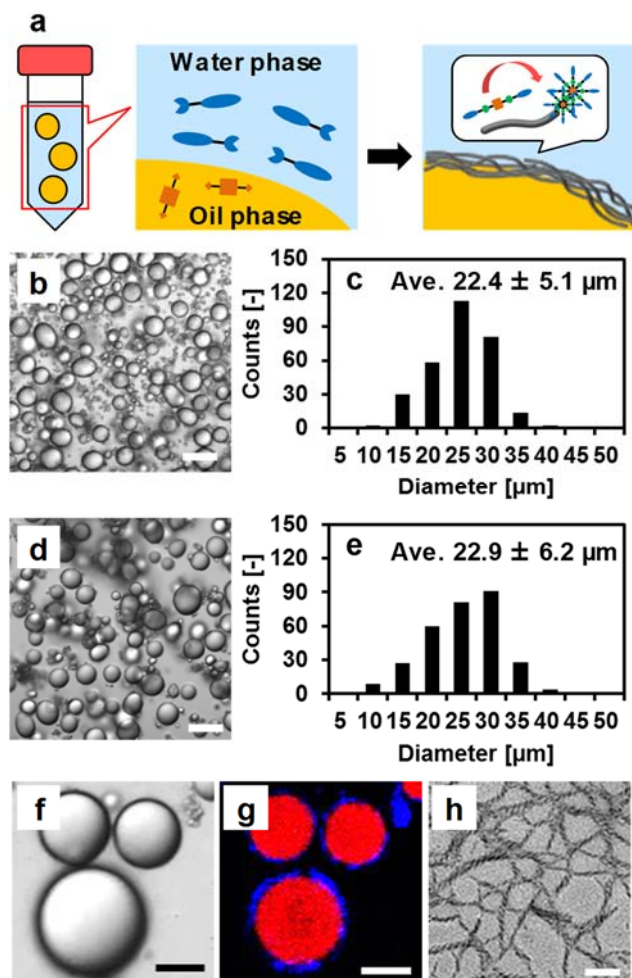 a
Water phase
Oil phase
b
c Ave. 22.4 ± 5.1 μm
150
120
90
60
30
0
Counts [-]
5 10 15 20 25 30 35 40 45 50
Diameter [μm]
d
e Ave. 22.9 ± 6.2 μm
150
120
90
60
30
0
Counts [-]
5 10 15 20 25 30 35 40 45 50
Diameter [μm]
f
g
h